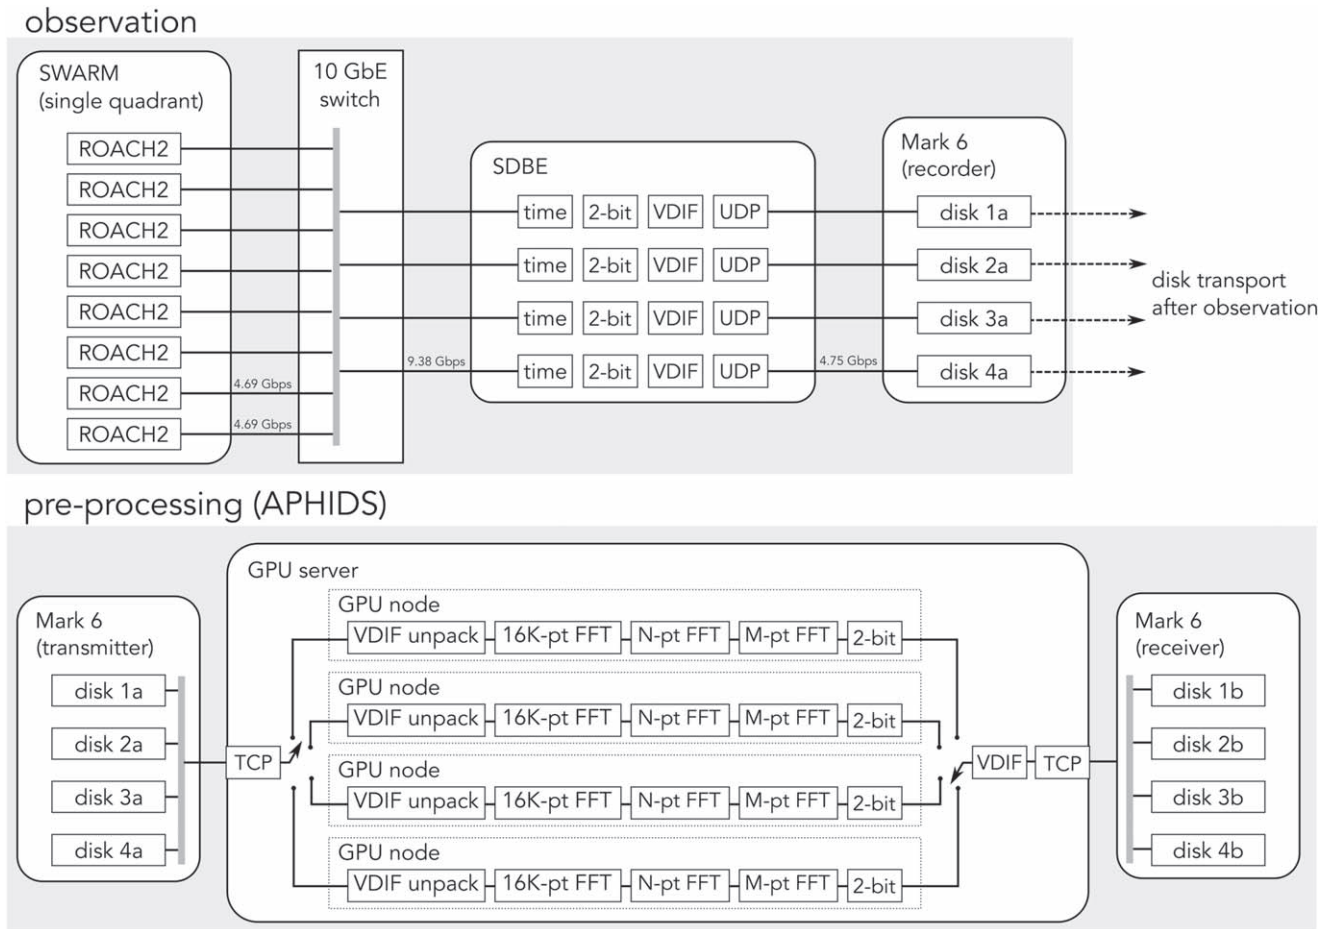 observation
SWARM
(single quadrant)
ROACH2
ROACH2
ROACH2
ROACH2
ROACH2
ROACH2
ROACH2
ROACH2
4.69 Gbps
4.69 Gbps
10 GbE
switch
9.38 Gbps
SDBE
time 2-bit VDIF UDP
time 2-bit VDIF UDP
time 2-bit VDIF UDP
time 2-bit VDIF UDP
4.75 Gbps
Mark 6
(recorder)
disk 1a
disk 2a
disk 3a
disk 4a
disk transport
after observation
pre-processing (APHIDS)
Mark 6
(transmitter)
disk 1a
disk 2a
disk 3a
disk 4a
GPU server
TCP
GPU node
VDIF unpack 16K-pt FFT N-pt FFT M-pt FFT 2-bit
GPU node
VDIF unpack 16K-pt FFT N-pt FFT M-pt FFT 2-bit
GPU node
VDIF unpack 16K-pt FFT N-pt FFT M-pt FFT 2-bit
GPU node
VDIF unpack 16K-pt FFT N-pt FFT M-pt FFT 2-bit
VDIF TCP
Mark 6
(receiver)
disk 1b
disk 2b
disk 3b
disk 4b